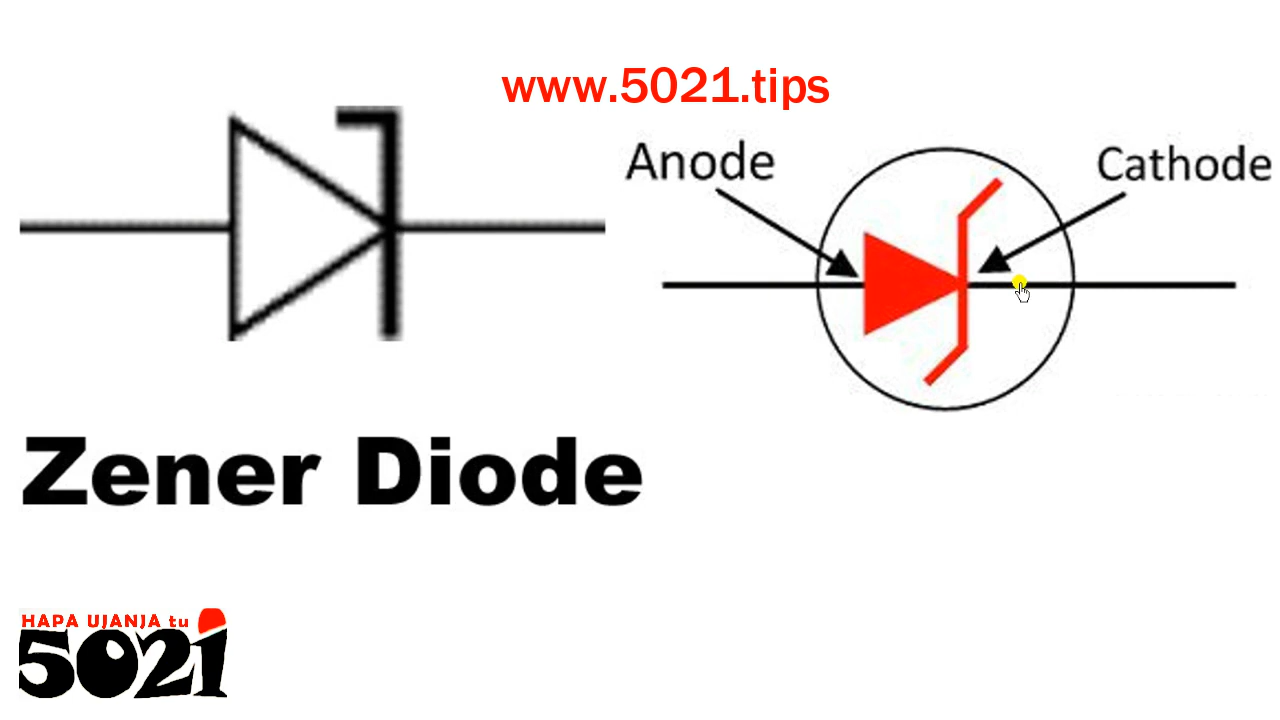 www.5021.tips
Anode
Cathode
Zener Diode
HAPA UJANJA tu
5021